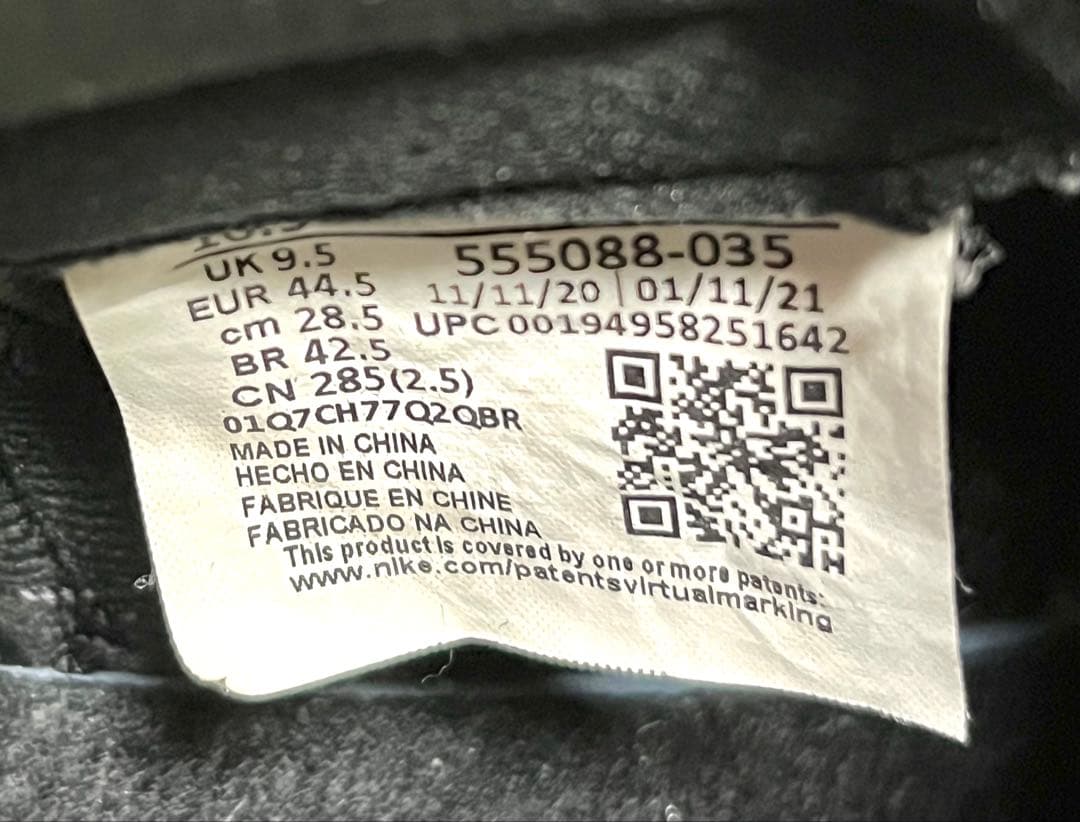 10.5
UK 9.5
EUR 44.5
cm 28.5
BR 42.5
CN 285(2.5)
01Q7CH77Q2QBR
MADE IN CHINA
HECHO EN CHINA
FABRIQUE EN CHINE
FABRICADO NA CHINA
555088-035
11/11/20 | 01/11/21
UPC 00194958251642
This product is covered by one or more patents:
www.nike.com/patentsvirtualmarking